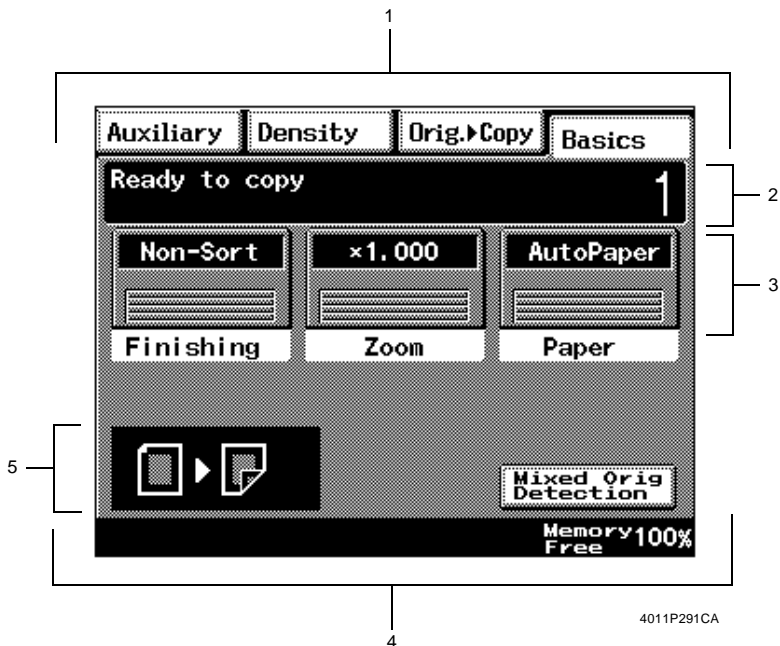 1
Auxiliary Density Orig.▸Copy Basics
Ready to copy 1
2
Non-Sort ×1.000 AutoPaper
3
Finishing Zoom Paper
5
Mixed Orig
Detection
Memory
Free 100%
4011P291CA
4